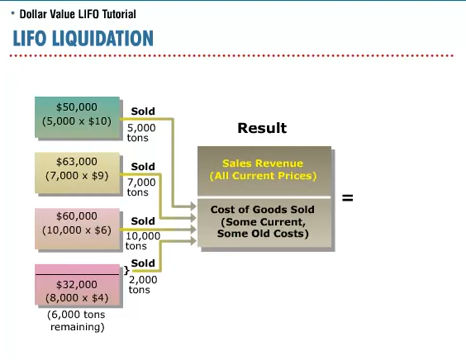 • Dollar Value LIFO Tutorial
LIFO LIQUIDATION
$50,000
(5,000 x $10)
Sold
5,000
tons
$63,000
(7,000 x $9)
Sold
7,000
tons
$60,000
(10,000 x $6)
Sold
10,000
tons
$32,000
(8,000 x $4)
} Sold
2,000
tons
(6,000 tons
remaining)
Result
Sales Revenue
(All Current Prices)
Cost of Goods Sold
(Some Current,
Some Old Costs)
=